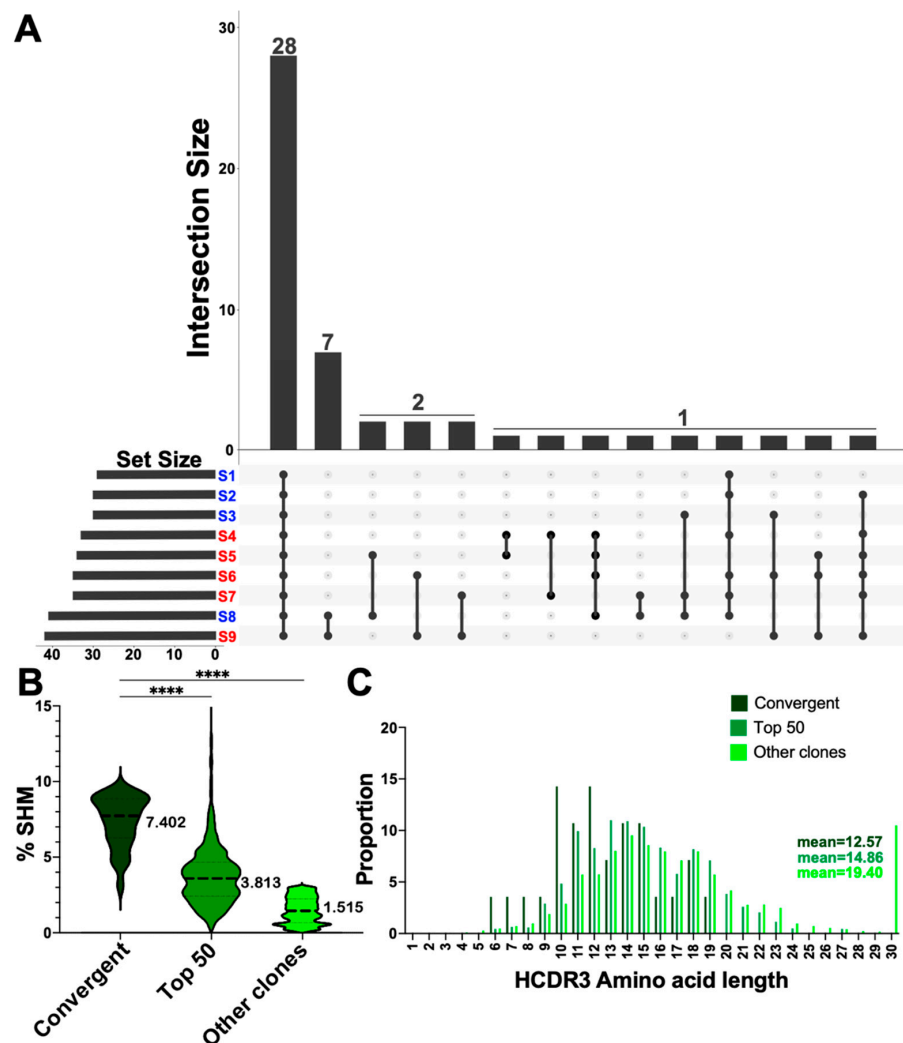 A
Intersection Size
30
20
10
0
28
7
2
1
Set Size
S1
S2
S3
S4
S5
S6
S7
S8
S9
40 30 20 10 0
B
****
****
% SHM
15
10
5
0
7.402
3.813
1.515
Convergent
Top 50
Other clones
C
Convergent
Top 50
Other clones
Proportion
20
15
10
5
0
mean=12.57
mean=14.86
mean=19.40
1 2 3 4 5 6 7 8 9 10 11 12 13 14 15 16 17 18 19 20 21 22 23 24 25 26 27 28 29 30
HCDR3 Amino acid length